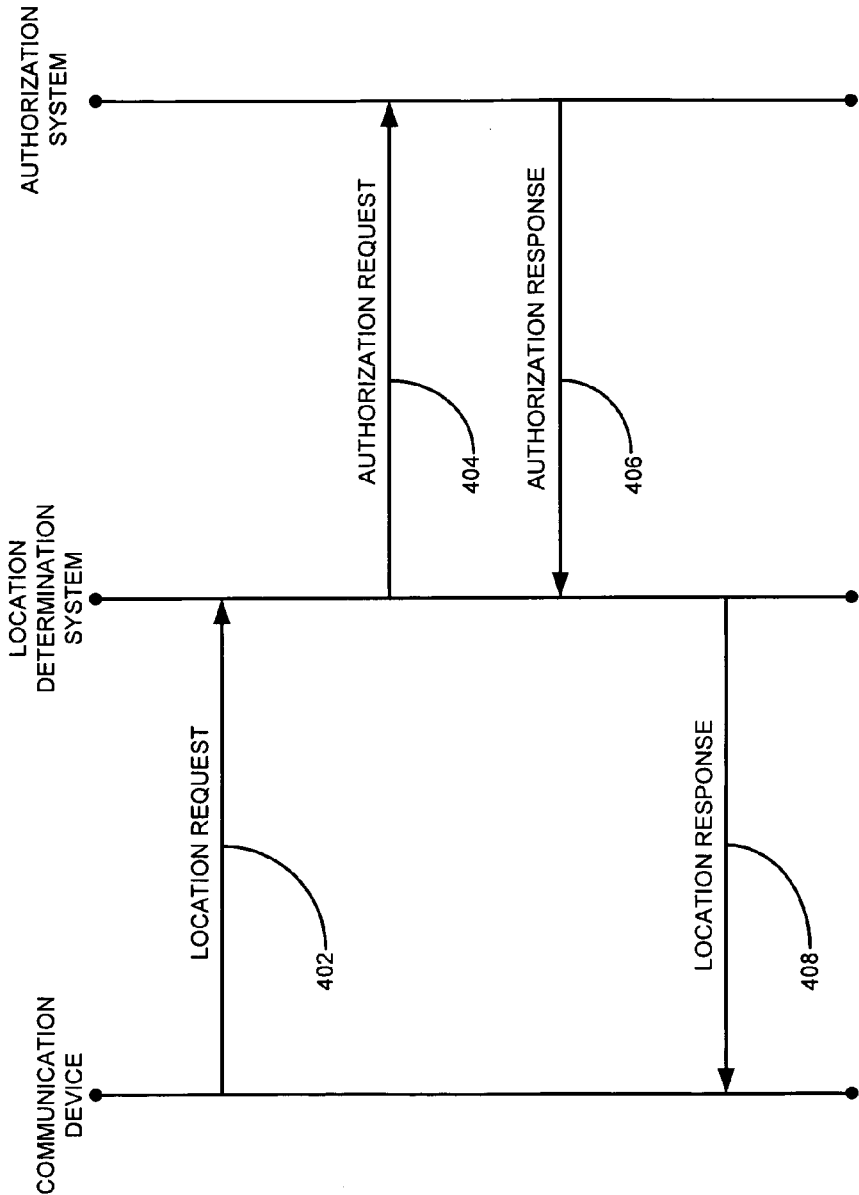 COMMUNICATION
DEVICE
LOCATION
DETERMINATION
SYSTEM
AUTHORIZATION
SYSTEM
LOCATION REQUEST
402
AUTHORIZATION REQUEST
404
AUTHORIZATION RESPONSE
406
LOCATION RESPONSE
408